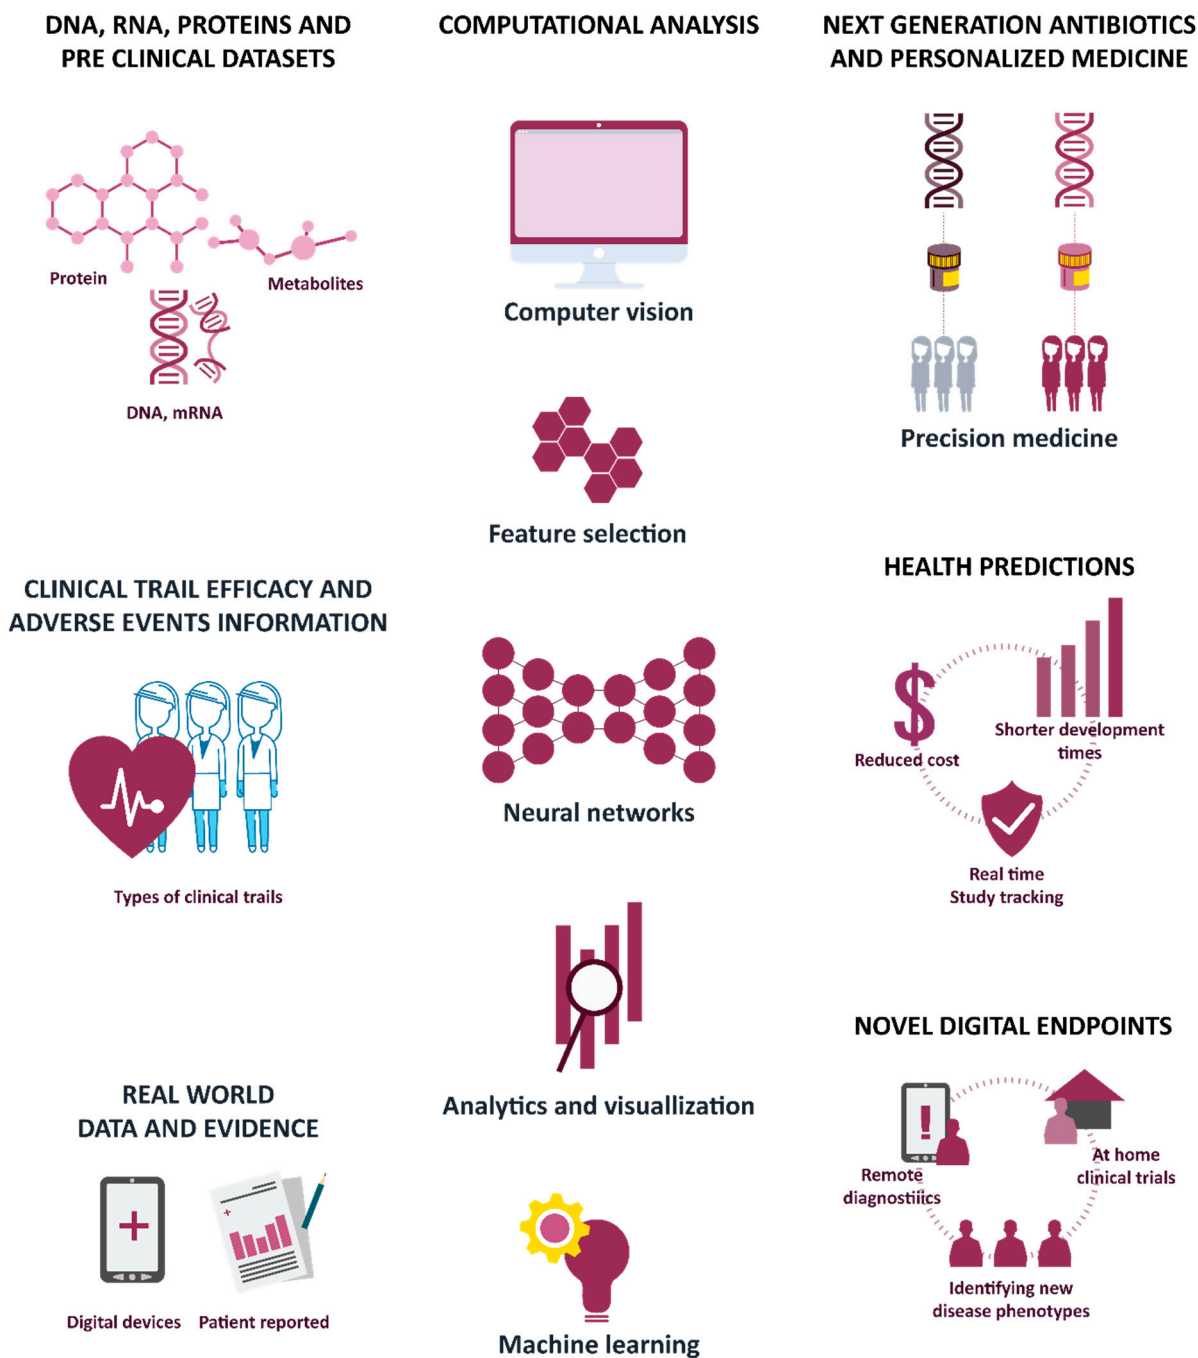 DNA, RNA, PROTEINS AND
PRE CLINICAL DATASETS
Protein
Metabolites
DNA, mRNA
CLINICAL TRAIL EFFICACY AND
ADVERSE EVENTS INFORMATION
Types of clinical trails
REAL WORLD
DATA AND EVIDENCE
Digital devices
Patient reported
COMPUTATIONAL ANALYSIS
Computer vision
Feature selection
Neural networks
Analytics and visuallization
Machine learning
NEXT GENERATION ANTIBIOTICS
AND PERSONALIZED MEDICINE
Precision medicine
HEALTH PREDICTIONS
$
Reduced cost
Shorter development
times
Real time
Study tracking
NOVEL DIGITAL ENDPOINTS
!
Remote
diagnostiics
At home
clinical trials
Identifying new
disease phenotypes